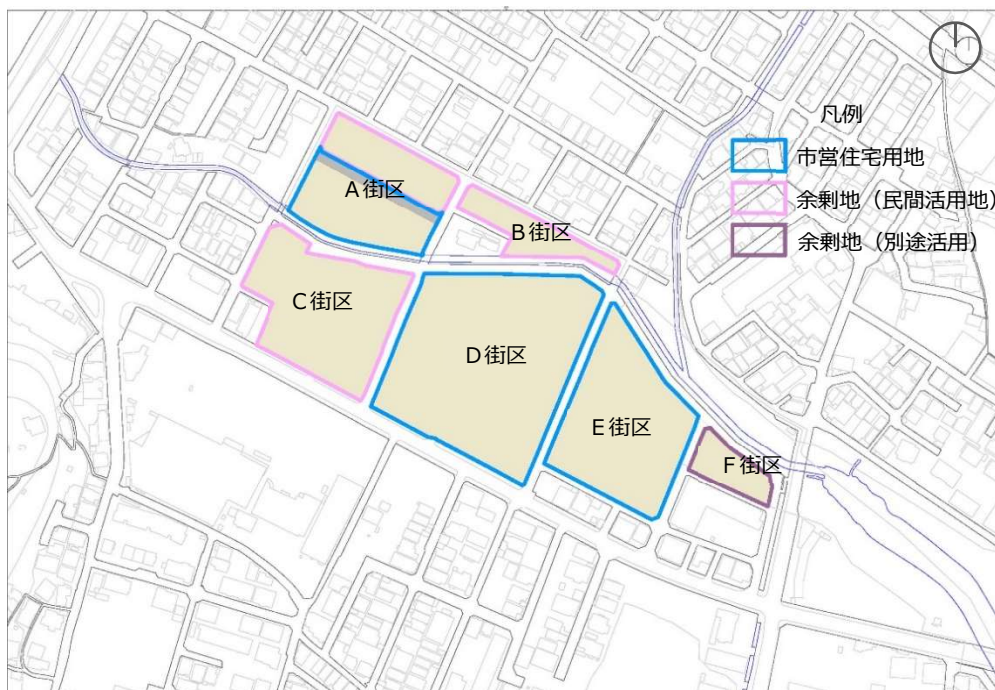 凡例
市営住宅用地
余剰地（民間活用地）
余剰地（別途活用）
A街区
B街区
C街区
D街区
E街区
F街区